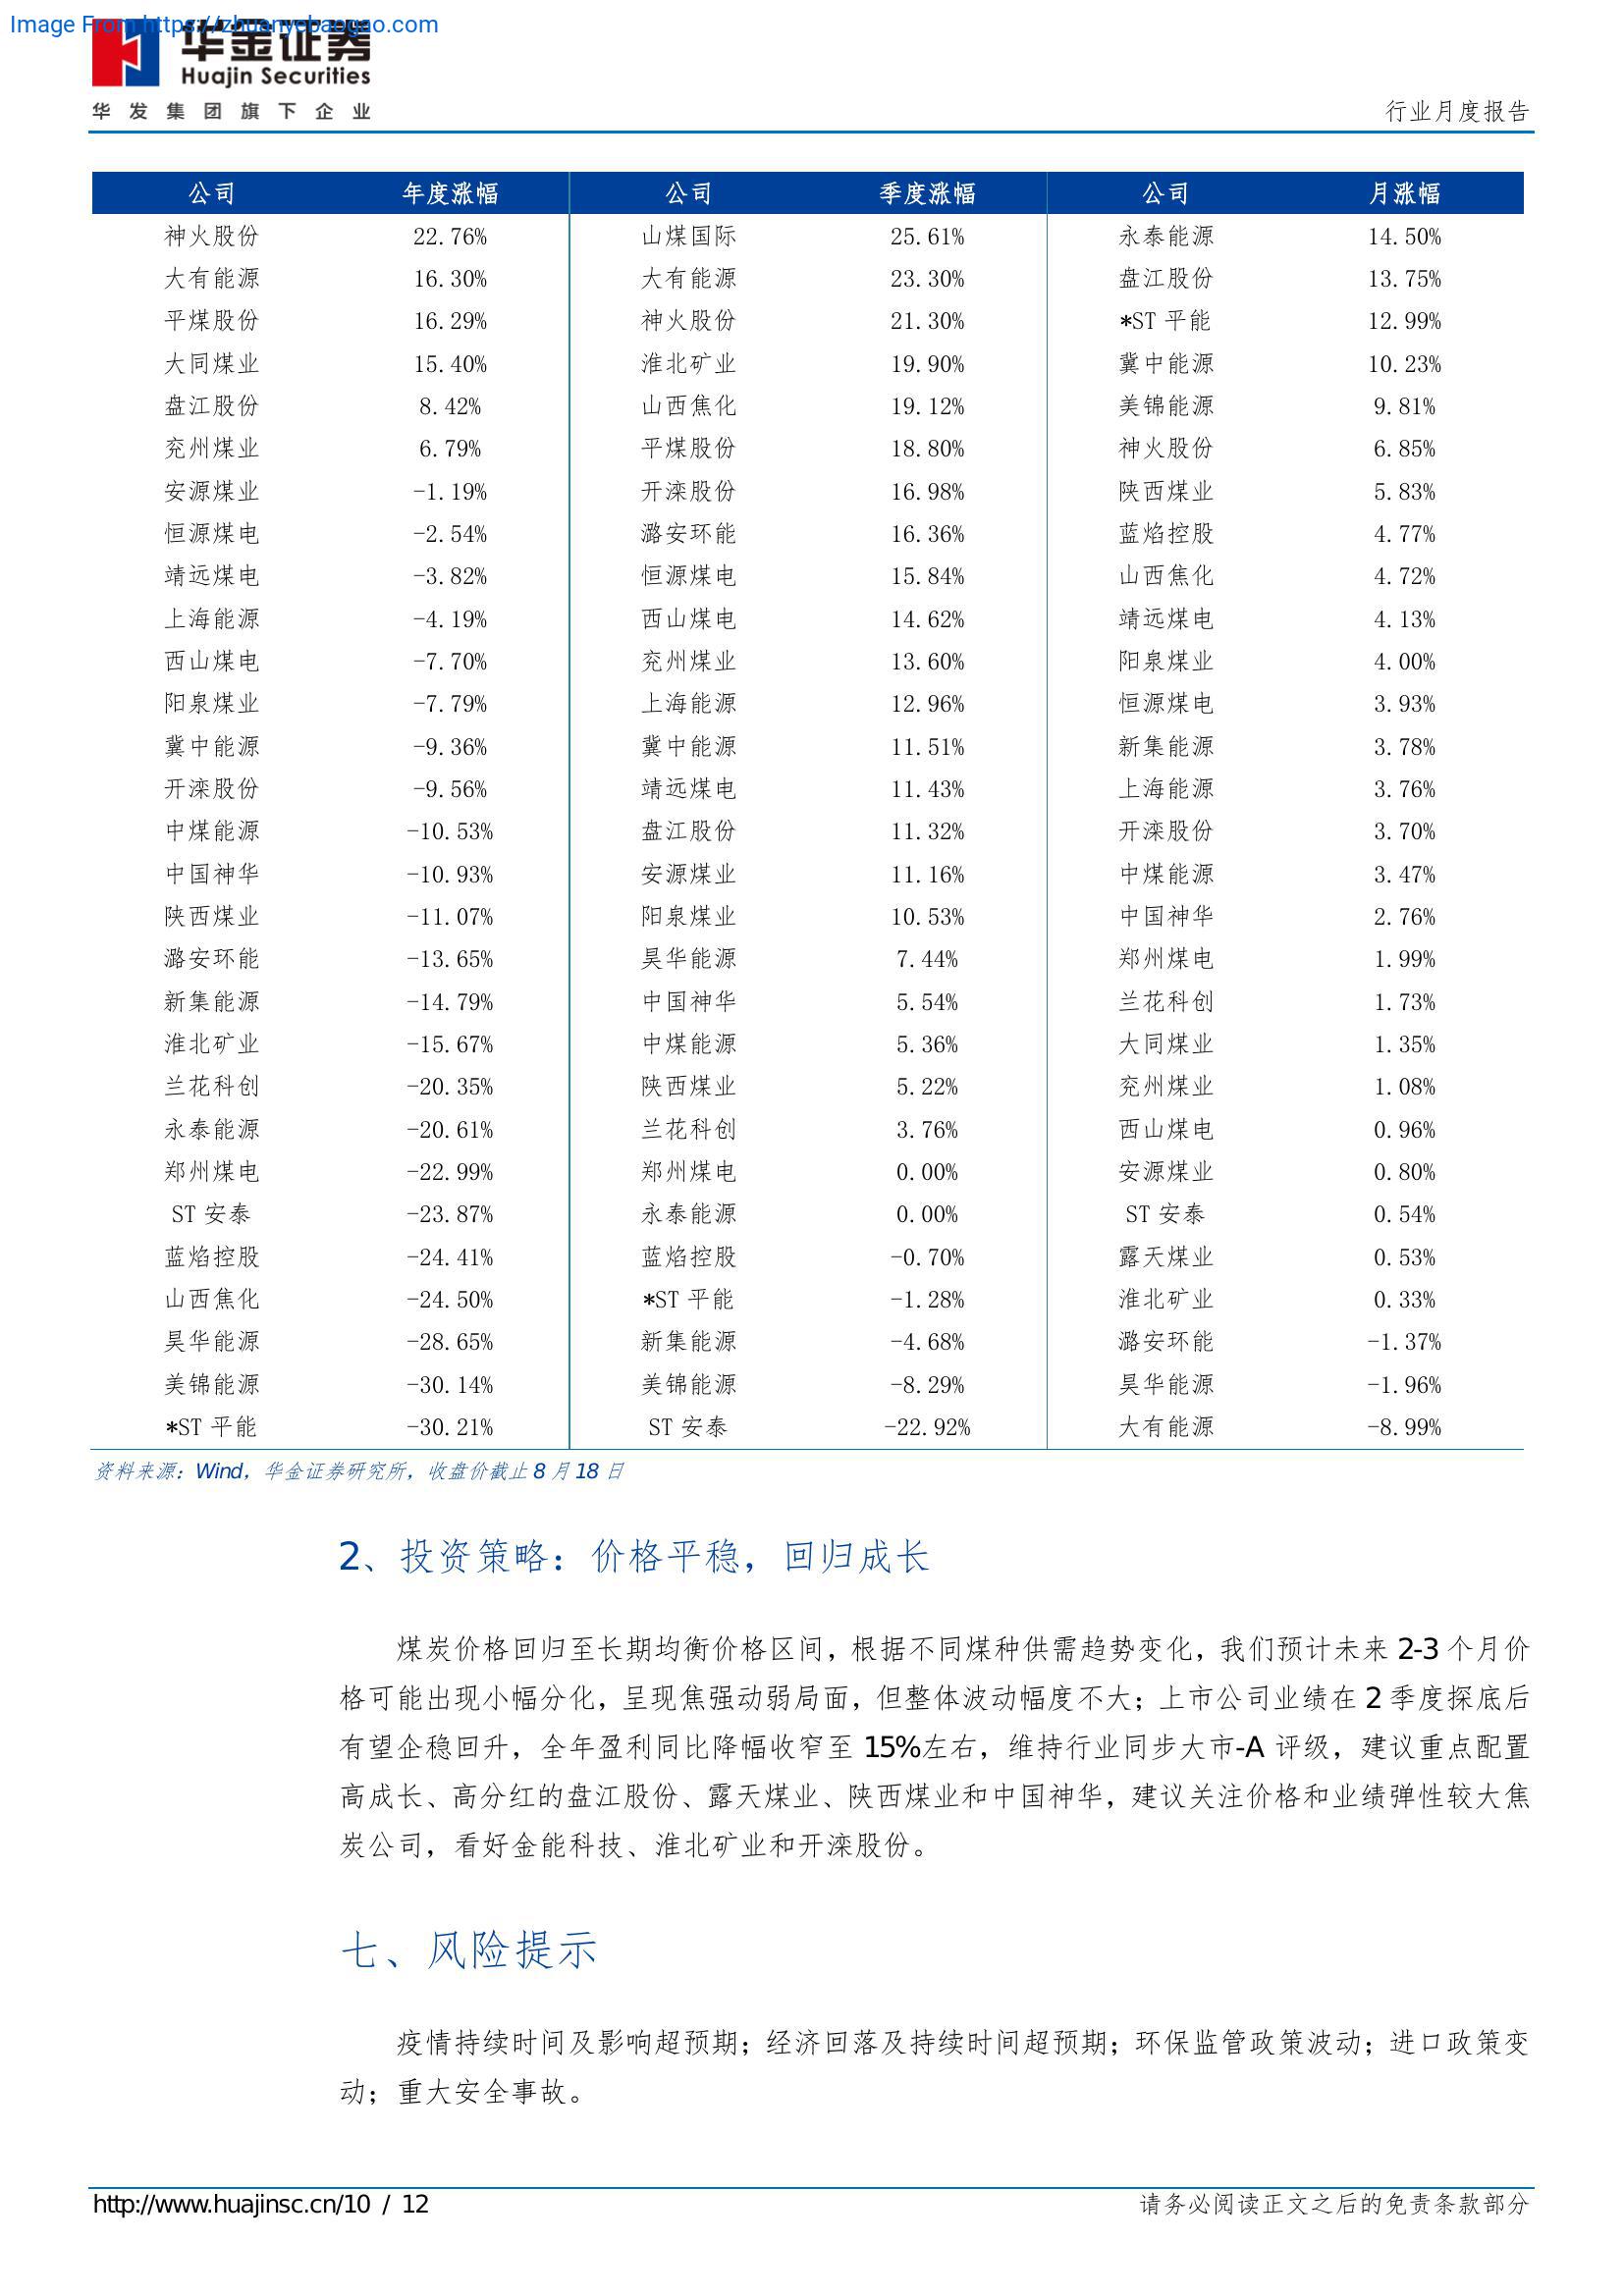 Image From https://zhuanyebaogao.com
华金证券
Huajin Securities
华发集团旗下企业
行业月度报告
公司 年度涨幅 公司 季度涨幅 公司 月涨幅
神火股份 22.76% 山煤国际 25.61% 永泰能源 14.50%
大有能源 16.30% 大有能源 23.30% 盘江股份 13.75%
平煤股份 16.29% 神火股份 21.30% *ST 平能 12.99%
大同煤业 15.40% 淮北矿业 19.90% 冀中能源 10.23%
盘江股份 8.42% 山西焦化 19.12% 美锦能源 9.81%
兖州煤业 6.79% 平煤股份 18.80% 神火股份 6.85%
安源煤业 -1.19% 开滦股份 16.98% 陕西煤业 5.83%
恒源煤电 -2.54% 潞安环能 16.36% 蓝焰控股 4.77%
靖远煤电 -3.82% 恒源煤电 15.84% 山西焦化 4.72%
上海能源 -4.19% 西山煤电 14.62% 靖远煤电 4.13%
西山煤电 -7.70% 兖州煤业 13.60% 阳泉煤业 4.00%
阳泉煤业 -7.79% 上海能源 12.96% 恒源煤电 3.93%
冀中能源 -9.36% 冀中能源 11.51% 新集能源 3.78%
开滦股份 -9.56% 靖远煤电 11.43% 上海能源 3.76%
中煤能源 -10.53% 盘江股份 11.32% 开滦股份 3.70%
中国神华 -10.93% 安源煤业 11.16% 中煤能源 3.47%
陕西煤业 -11.07% 阳泉煤业 10.53% 中国神华 2.76%
潞安环能 -13.65% 昊华能源 7.44% 郑州煤电 1.99%
新集能源 -14.79% 中国神华 5.54% 兰花科创 1.73%
淮北矿业 -15.67% 中煤能源 5.36% 大同煤业 1.35%
兰花科创 -20.35% 陕西煤业 5.22% 兖州煤业 1.08%
永泰能源 -20.61% 兰花科创 3.76% 西山煤电 0.96%
郑州煤电 -22.99% 郑州煤电 0.00% 安源煤业 0.80%
ST 安泰 -23.87% 永泰能源 0.00% ST 安泰 0.54%
蓝焰控股 -24.41% 蓝焰控股 -0.70% 露天煤业 0.53%
山西焦化 -24.50% *ST 平能 -1.28% 淮北矿业 0.33%
昊华能源 -28.65% 新集能源 -4.68% 潞安环能 -1.37%
美锦能源 -30.14% 美锦能源 -8.29% 昊华能源 -1.96%
*ST 平能 -30.21% ST 安泰 -22.92% 大有能源 -8.99%
资料来源：Wind，华金证券研究所，收盘价截止 8 月 18 日
2、投资策略：价格平稳，回归成长
煤炭价格回归至长期均衡价格区间，根据不同煤种供需趋势变化，我们预计未来 2-3 个月价
格可能出现小幅分化，呈现焦强动弱局面，但整体波动幅度不大；上市公司业绩在 2 季度探底后
有望企稳回升，全年盈利同比降幅收窄至 15%左右，维持行业同步大市-A 评级，建议重点配置
高成长、高分红的盘江股份、露天煤业、陕西煤业和中国神华，建议关注价格和业绩弹性较大焦
炭公司，看好金能科技、淮北矿业和开滦股份。
七、风险提示
疫情持续时间及影响超预期；经济回落及持续时间超预期；环保监管政策波动；进口政策变
动；重大安全事故。
http://www.huajinsc.cn/10 / 12
请务必阅读正文之后的免责条款部分